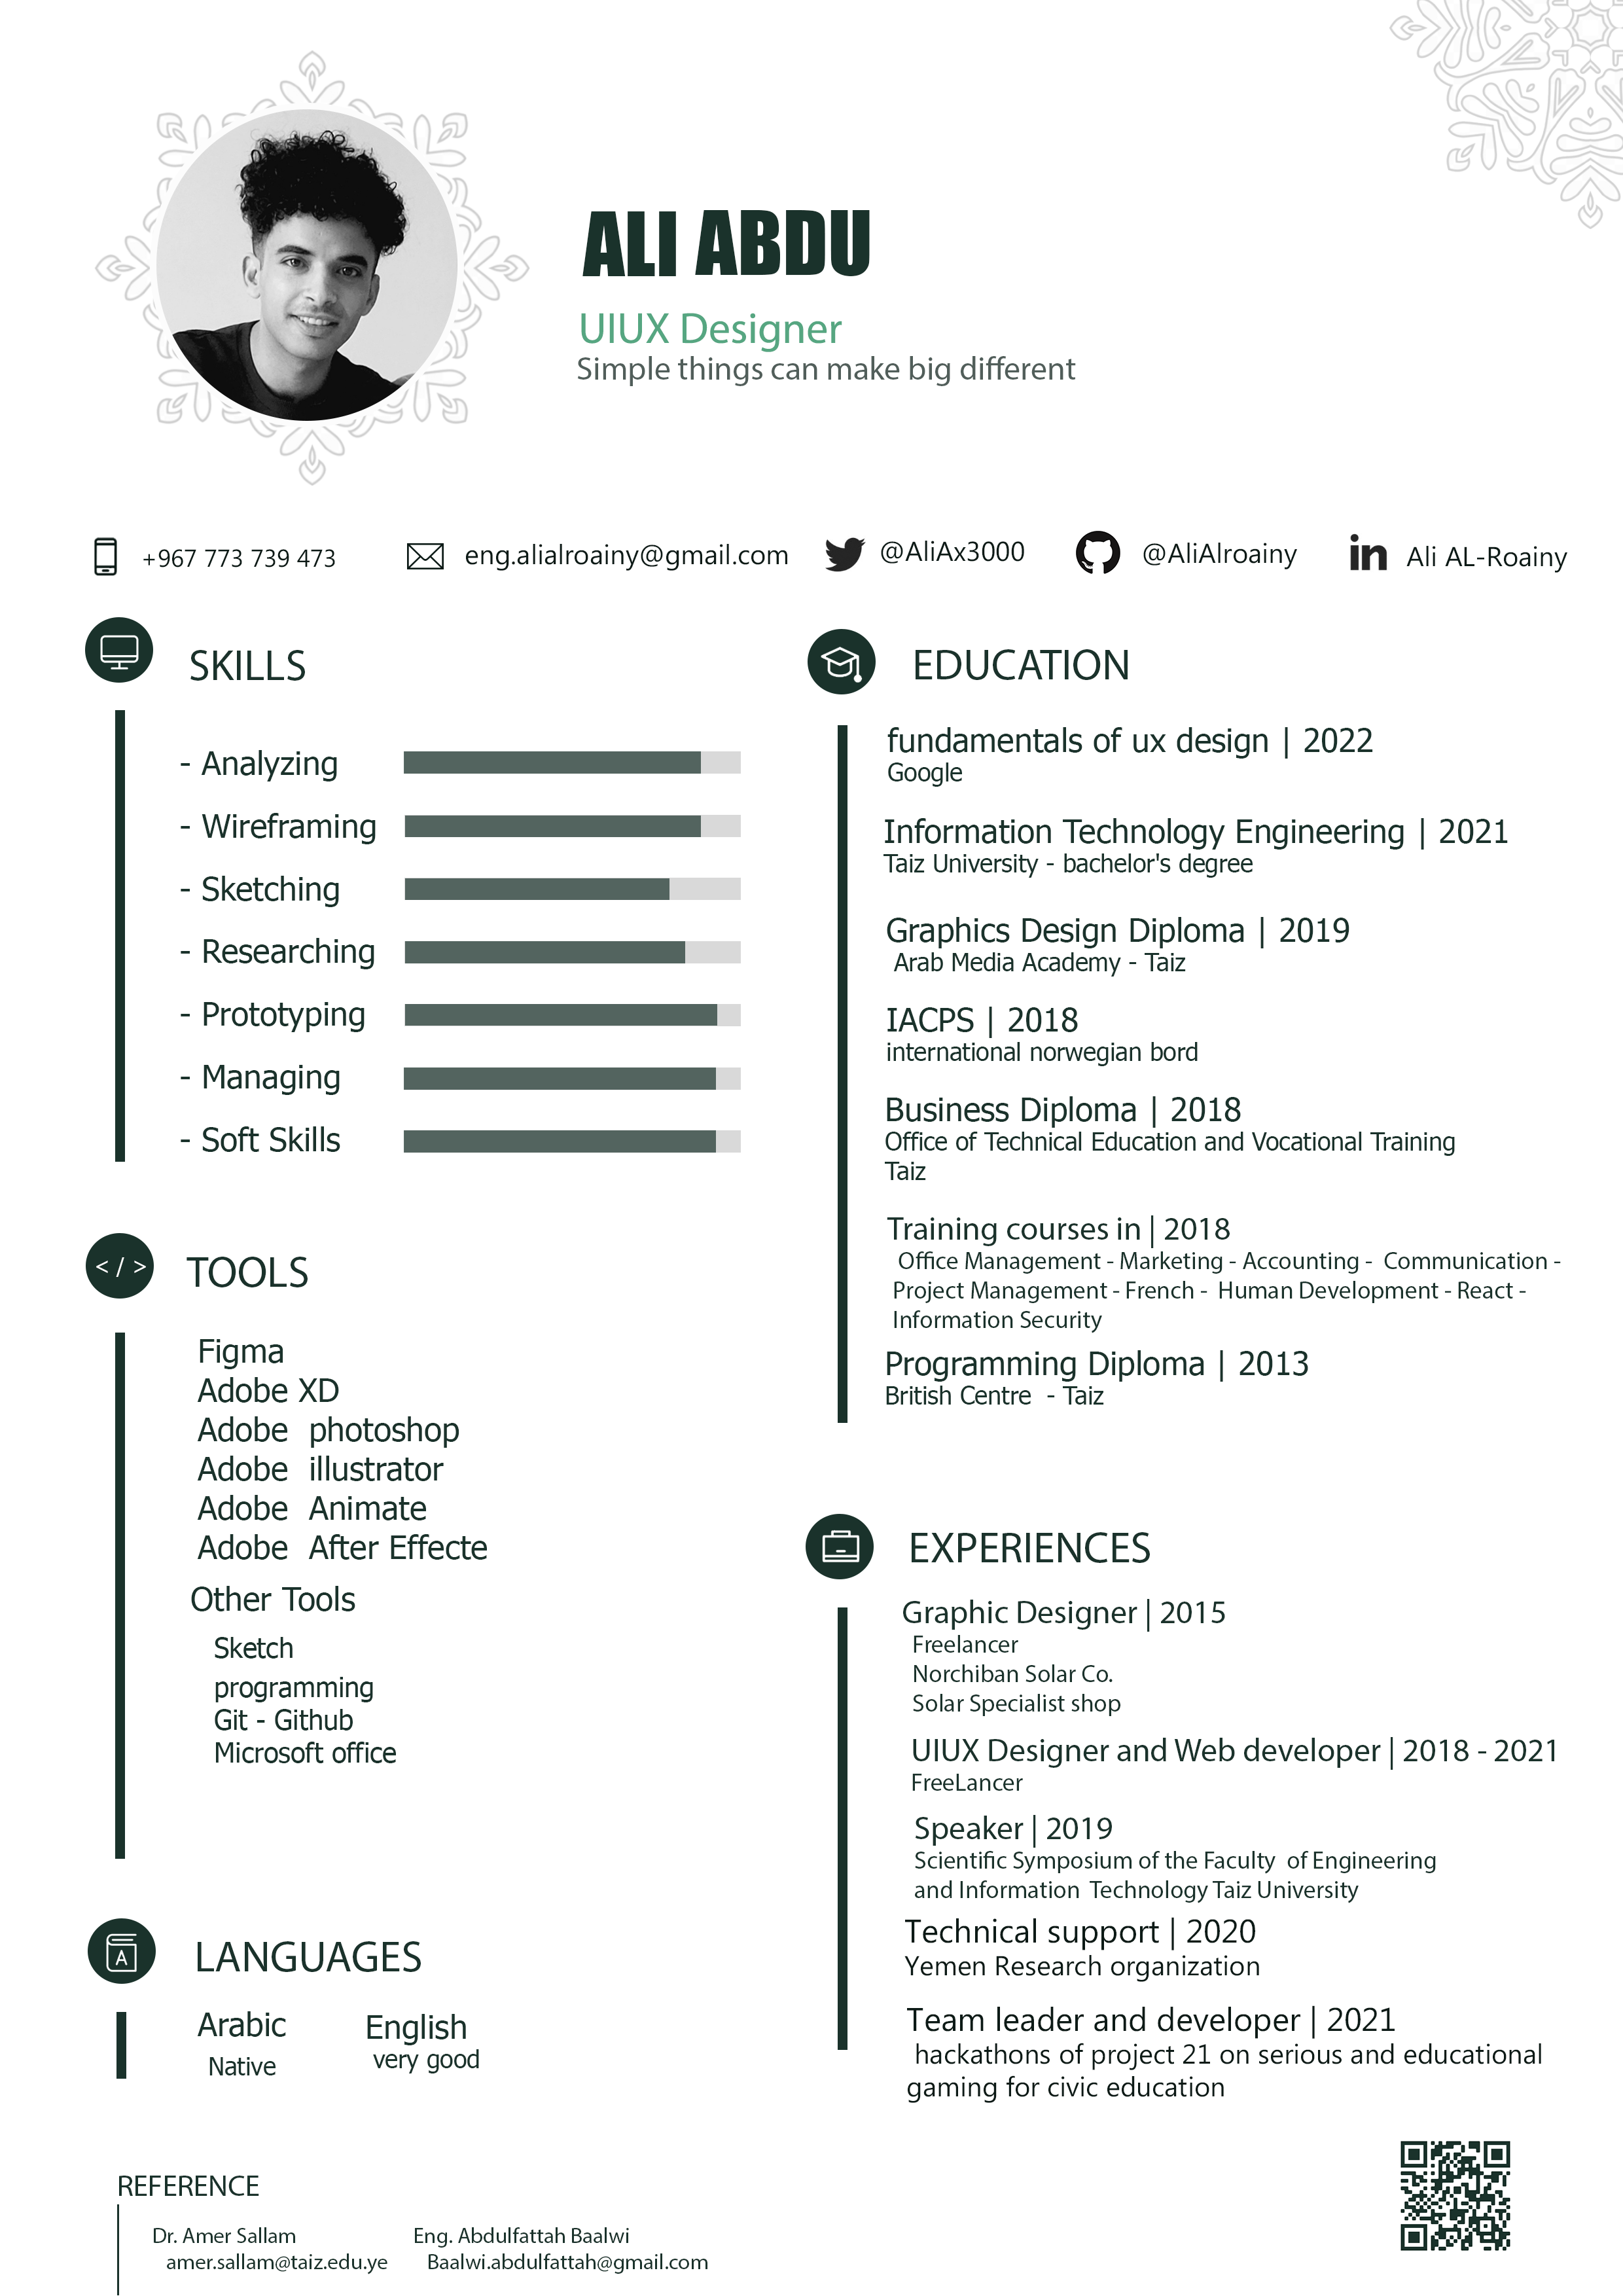 ALI ABDU
UIUX Designer
Simple things can make big different
+967 773 739 473
eng.alialroainy@gmail.com
@AliAx3000
@AliAlroainy
in Ali AL-Roainy
SKILLS
- Analyzing
- Wireframing
- Sketching
- Researching
- Prototyping
- Managing
- Soft Skills
</> TOOLS
Figma
Adobe XD
Adobe photoshop
Adobe illustrator
Adobe Animate
Adobe After Effecte
Other Tools
Sketch
programming
Git - Github
Microsoft office
A LANGUAGES
Arabic
Native
English
very good
EDUCATION
fundamentals of ux design | 2022
Google
Information Technology Engineering | 2021
Taiz University - bachelor's degree
Graphics Design Diploma | 2019
Arab Media Academy - Taiz
IACPS | 2018
international norwegian bord
Business Diploma | 2018
Office of Technical Education and Vocational Training
Taiz
Training courses in | 2018
Office Management - Marketing - Accounting - Communication -
Project Management - French - Human Development - React -
Information Security
Programming Diploma | 2013
British Centre - Taiz
EXPERIENCES
Graphic Designer | 2015
Freelancer
Norchiban Solar Co.
Solar Specialist shop
UIUX Designer and Web developer | 2018 - 2021
FreeLancer
Speaker | 2019
Scientific Symposium of the Faculty of Engineering
and Information Technology Taiz University
Technical support | 2020
Yemen Research organization
Team leader and developer | 2021
hackathons of project 21 on serious and educational
gaming for civic education
REFERENCE
Dr. Amer Sallam
amer.sallam@taiz.edu.ye
Eng. Abdulfattah Baalwi
Baalwi.abdulfattah@gmail.com